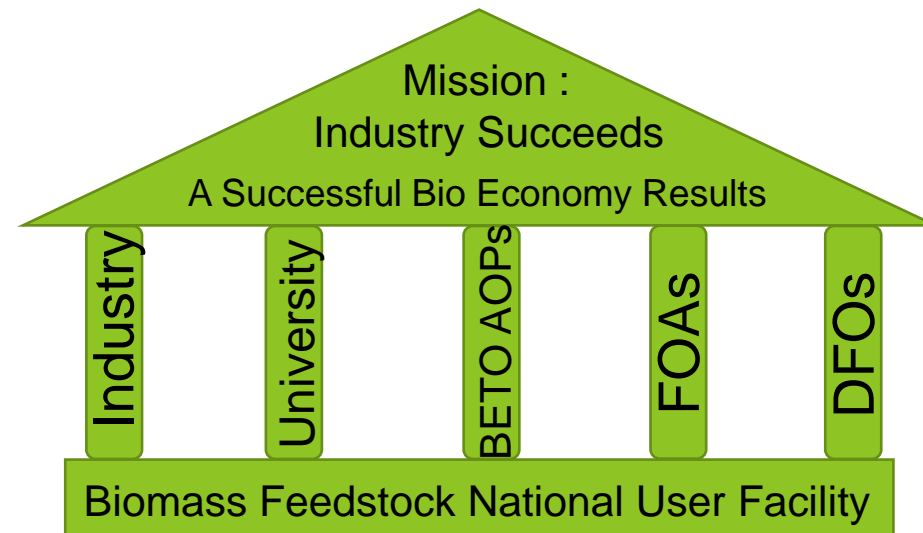 Mission :
Industry Succeeds
A Successful Bio Economy Results
Industry
University
BETO AOPs
FOAs
DFOs
Biomass Feedstock National User Facility